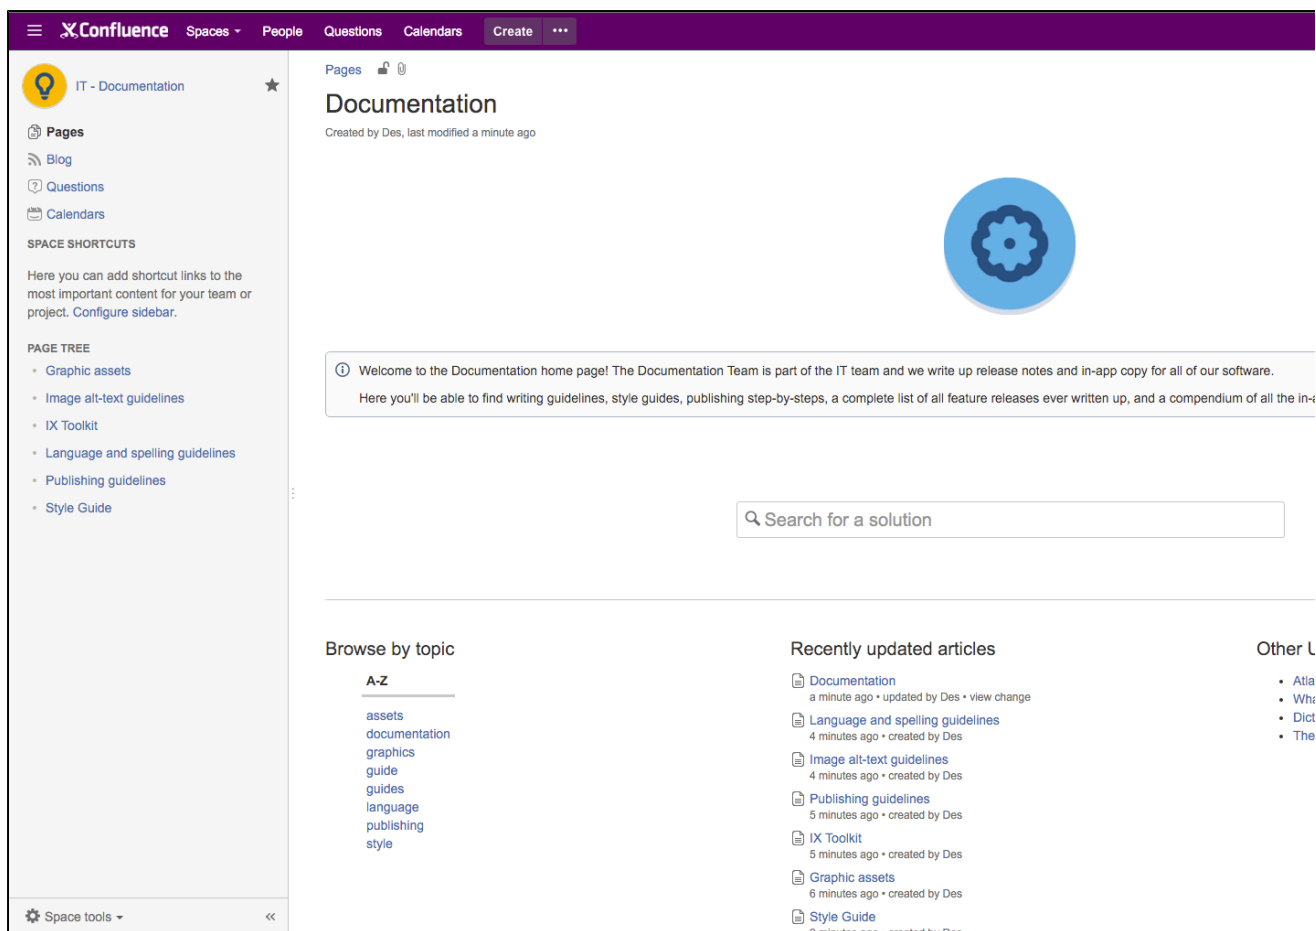 Confluence Spaces People Questions Calendars Create •••
IT - Documentation
Pages
Blog
Questions
Calendars
SPACE SHORTCUTS
Here you can add shortcut links to the
most important content for your team or
project. Configure sidebar.
PAGE TREE
Graphic assets
Image alt-text guidelines
IX Toolkit
Language and spelling guidelines
Publishing guidelines
Style Guide
Space tools
Pages
Documentation
Created by Des, last modified a minute ago
Welcome to the Documentation home page! The Documentation Team is part of the IT team and we write up release notes and in-app copy for all of our software.
Here you'll be able to find writing guidelines, style guides, publishing step-by-steps, a complete list of all feature releases ever written up, and a compendium of all the in-
Search for a solution
Browse by topic
A-Z
assets
documentation
graphics
guide
guides
language
publishing
style
Recently updated articles
Documentation
a minute ago • updated by Des • view change
Language and spelling guidelines
4 minutes ago • created by Des
Image alt-text guidelines
4 minutes ago • created by Des
Publishing guidelines
5 minutes ago • created by Des
IX Toolkit
5 minutes ago • created by Des
Graphic assets
6 minutes ago • created by Des
Style Guide
minutes ago • created by Des
Other U
Atla
Wha
Dict
The